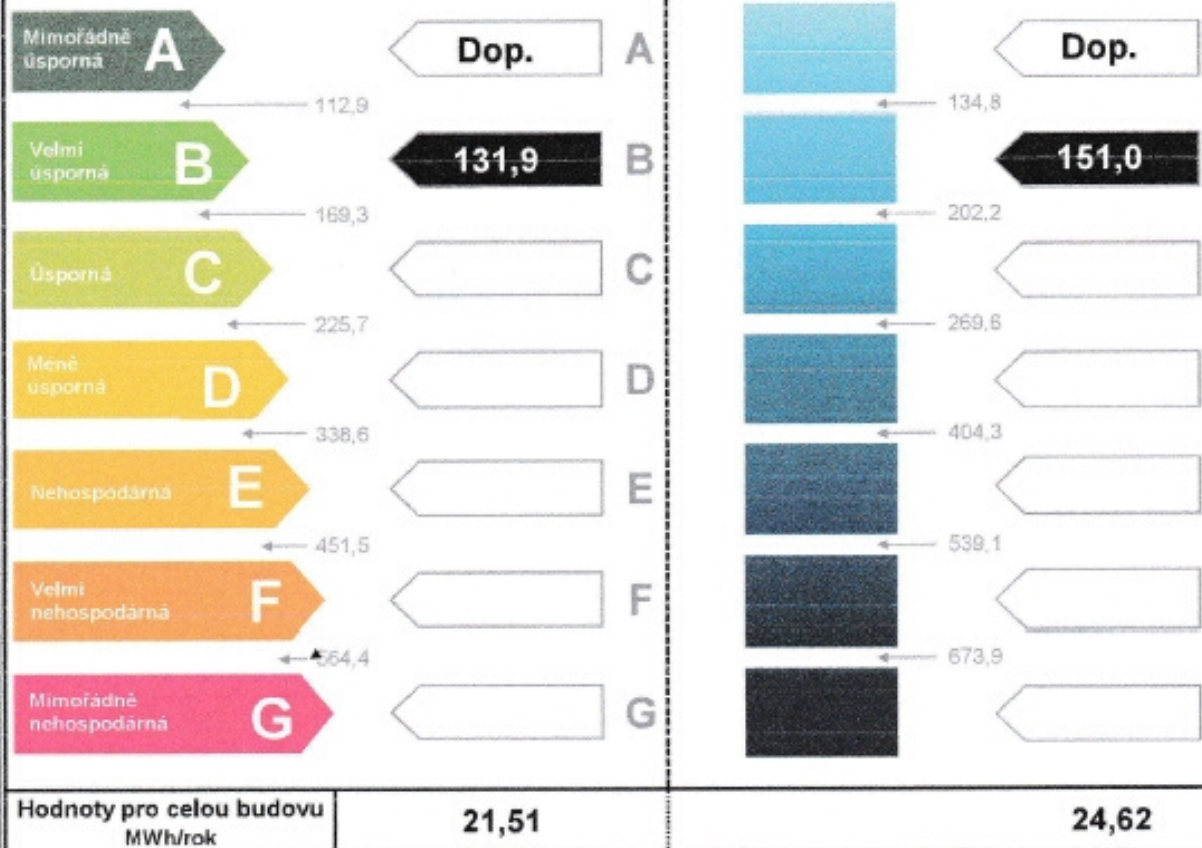 Mimořádně úsporná A Dop. A Dop.
112,9 134,8
Velmi úsporná B 131,9 B 151,0
169,3 202,2
Úsporná C C
225,7 269,6
Méně úsporná D D
338,6 404,3
Nehospodárná E E
451,5 539,1
Velmi nehospodárná F F
564,4 673,9
Mimořádně nehospodárná G G
Hodnoty pro celou budovu 21,51 24,62
MWh/rok